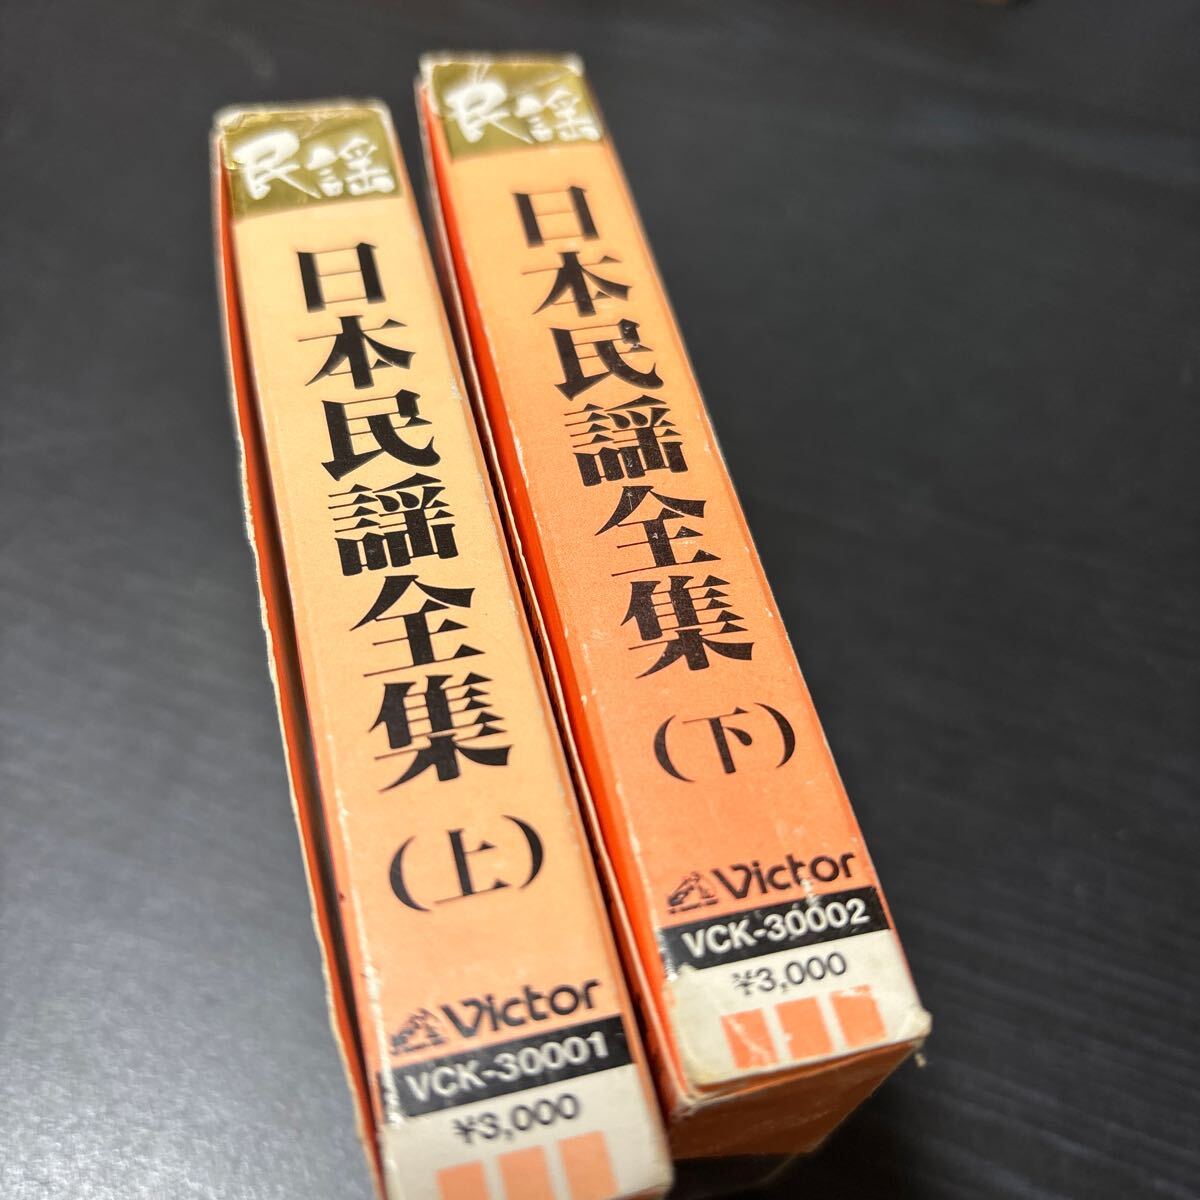 民謡
日本民謡全集(上)
Victor
VCK-30001
¥3,000
民謡
日本民謡全集(下)
Victor
VCK-30002
¥3,000